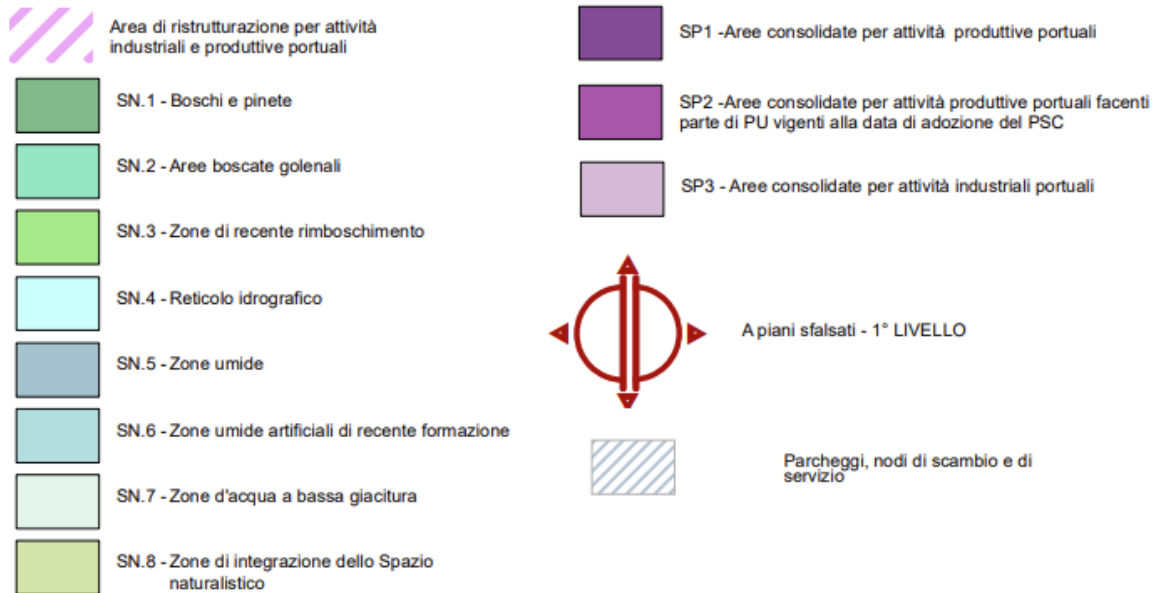 Area di ristrutturazione per attività
industriali e produttive portuali
SN.1 - Boschi e pinete
SN.2 - Aree boscate golenali
SN.3 - Zone di recente rimboschimento
SN.4 - Reticolo idrografico
SN.5 - Zone umide
SN.6 - Zone umide artificiali di recente formazione
SN.7 - Zone d'acqua a bassa giacitura
SN.8 - Zone di integrazione dello Spazio
naturalistico
SP1 -Aree consolidate per attività produttive portuali
SP2 -Aree consolidate per attività produttive portuali facenti
parte di PU vigenti alla data di adozione del PSC
SP3 - Aree consolidate per attività industriali portuali
A piani sfalsati - 1° LIVELLO
Parcheggi, nodi di scambio e di
servizio